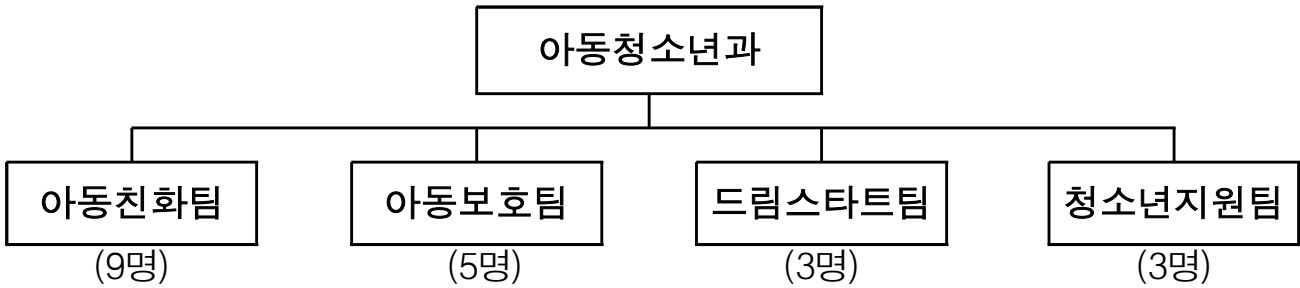 아동청소년과
아동친화팀 아동보호팀 드림스타트팀 청소년지원팀
(9명) (5명) (3명) (3명)